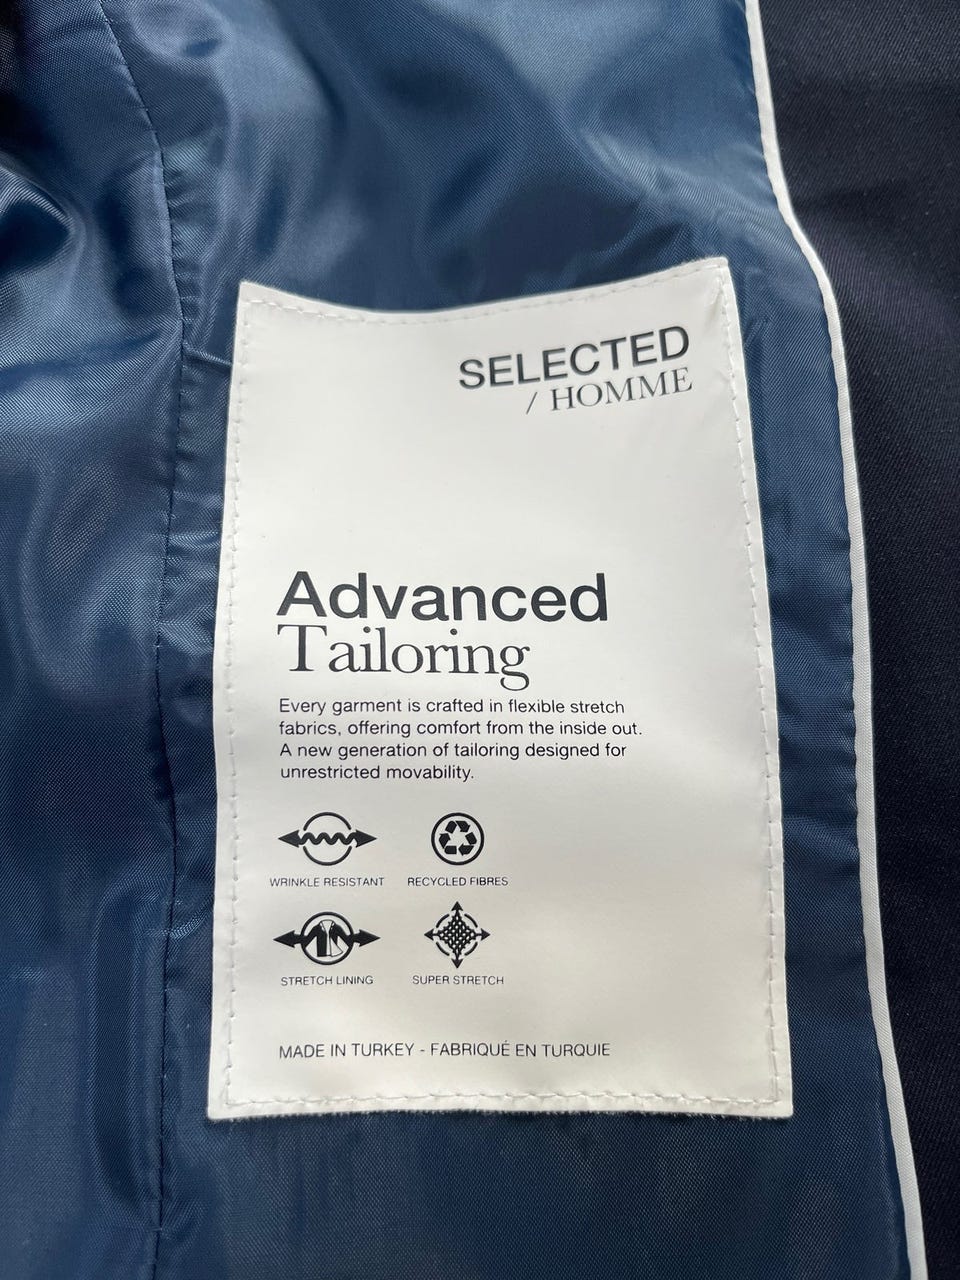 SELECTED
/ HOMME
Advanced
Tailoring
Every garment is crafted in flexible stretch
fabrics, offering comfort from the inside out.
A new generation of tailoring designed for
unrestricted movability.
WRINKLE RESISTANT RECYCLED FIBRES
STRETCH LINING SUPER STRETCH
MADE IN TURKEY - FABRIQUÉ EN TURQUIE